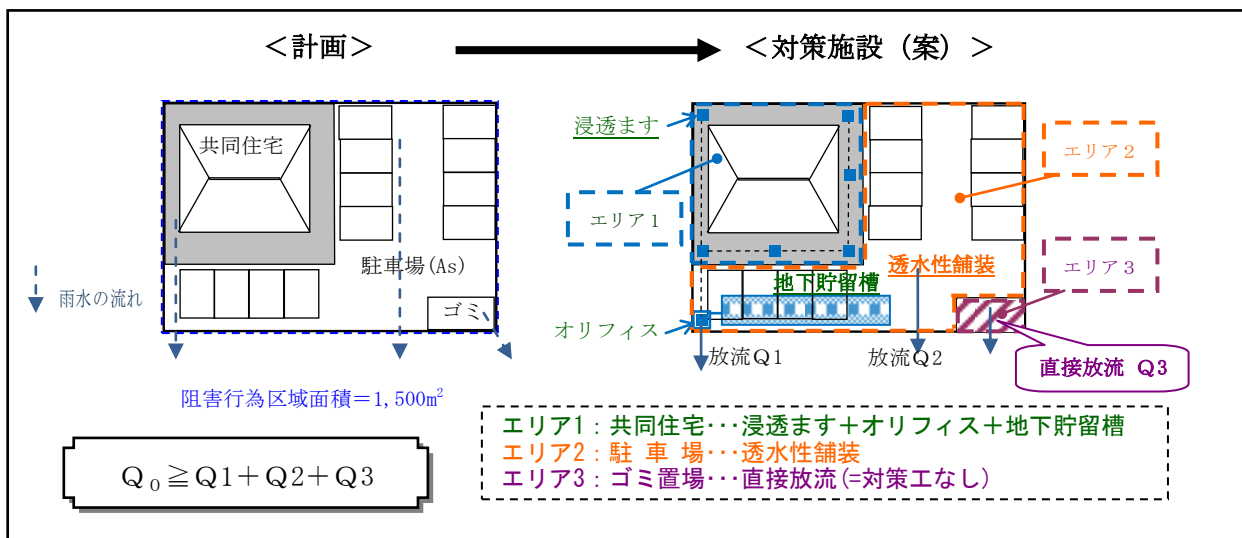 ＜計画＞
＜対策施設（案）＞
共同住宅
駐車場(As)
ゴミ
雨水の流れ
阻害行為区域面積＝1,500m²
Q₀≧Q1＋Q2＋Q3
浸透ます
エリア1
エリア2
エリア3
透水性舗装
地下貯留槽
オリフィス
放流Q1
放流Q2
直接放流 Q3
エリア1：共同住宅･･･浸透ます＋オリフィス＋地下貯留槽
エリア2：駐 車 場･･･透水性舗装
エリア3：ゴミ置場･･･直接放流(=対策工なし)